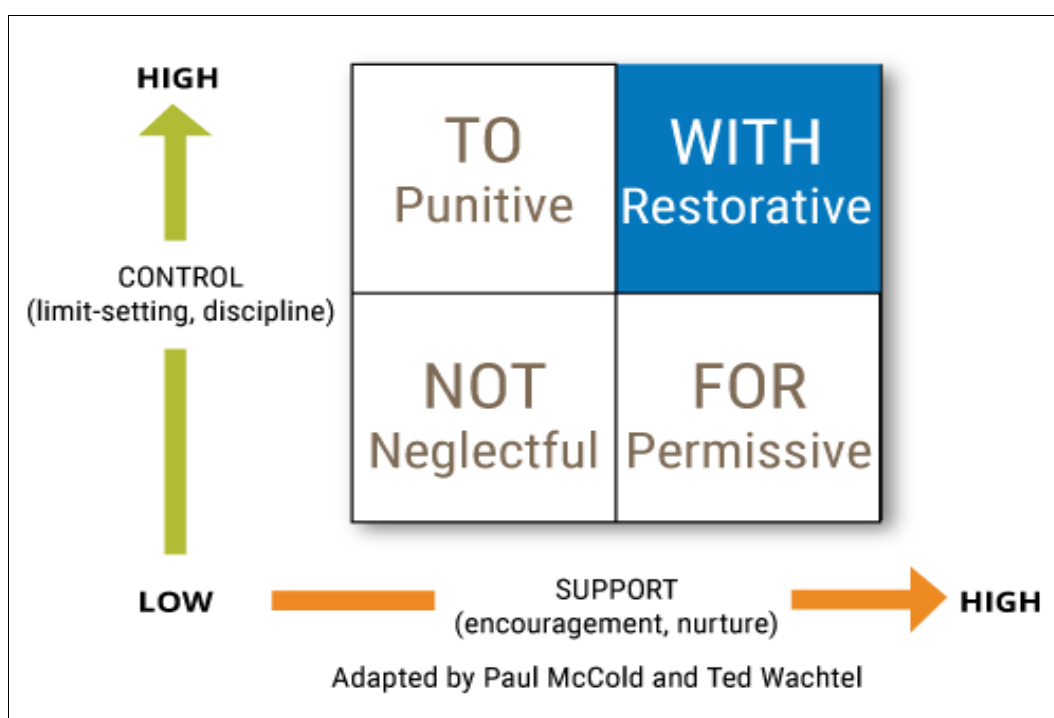 HIGH
TO
Punitive
WITH
Restorative
CONTROL
(limit-setting, discipline)
NOT
Neglectful
FOR
Permissive
LOW
SUPPORT
(encouragement, nurture)
HIGH
Adapted by Paul McCold and Ted Wachtel